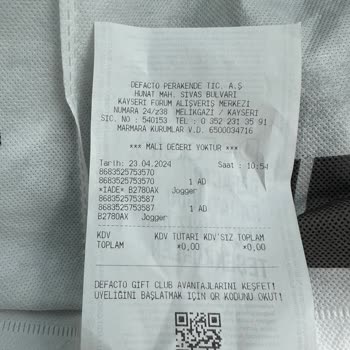 DEFACTO PERAKENDE TIC. A.Ş
HUNAT MAH. SIVAS BULVARI
KAYSERI FORUM ALIŞVERIŞ MERKEZI
NUMARA 24/z38 MELIKGAZI / KAYSERI
SIC. NO : 540153 TEL : 0 352 231 35 91
MARMARA KURUMLAR V.D. 6500034716
*** MALI DEĞERI YOKTUR ***
Tarih: 23.04.2024 Saat : 10:54
8683525753570
8683525753570 1 AD
*IADE* B2780AX Jogger
8683525753587
8683525753587 1 AD
B2780AX Jogger
KDV KDV TUTARI KDV'SIZ TOPLAM
TOPLAM *0,00 *0,00
DEFACTO GIFT CLUB AVANTAJLARINI KEŞFET!
ÜYELIĞINI BAŞLATMAK IÇIN QR KODUNU OKUT!